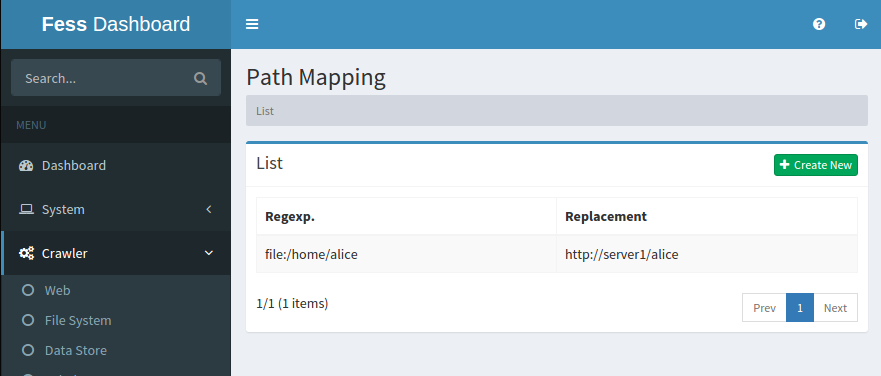 Fess Dashboard
Search...
MENU
Dashboard
System
Crawler
Web
File System
Data Store
Path Mapping
List
List
Create New
Regexp. Replacement
file:/home/alice http://server1/alice
1/1 (1 items)
Prev 1 Next